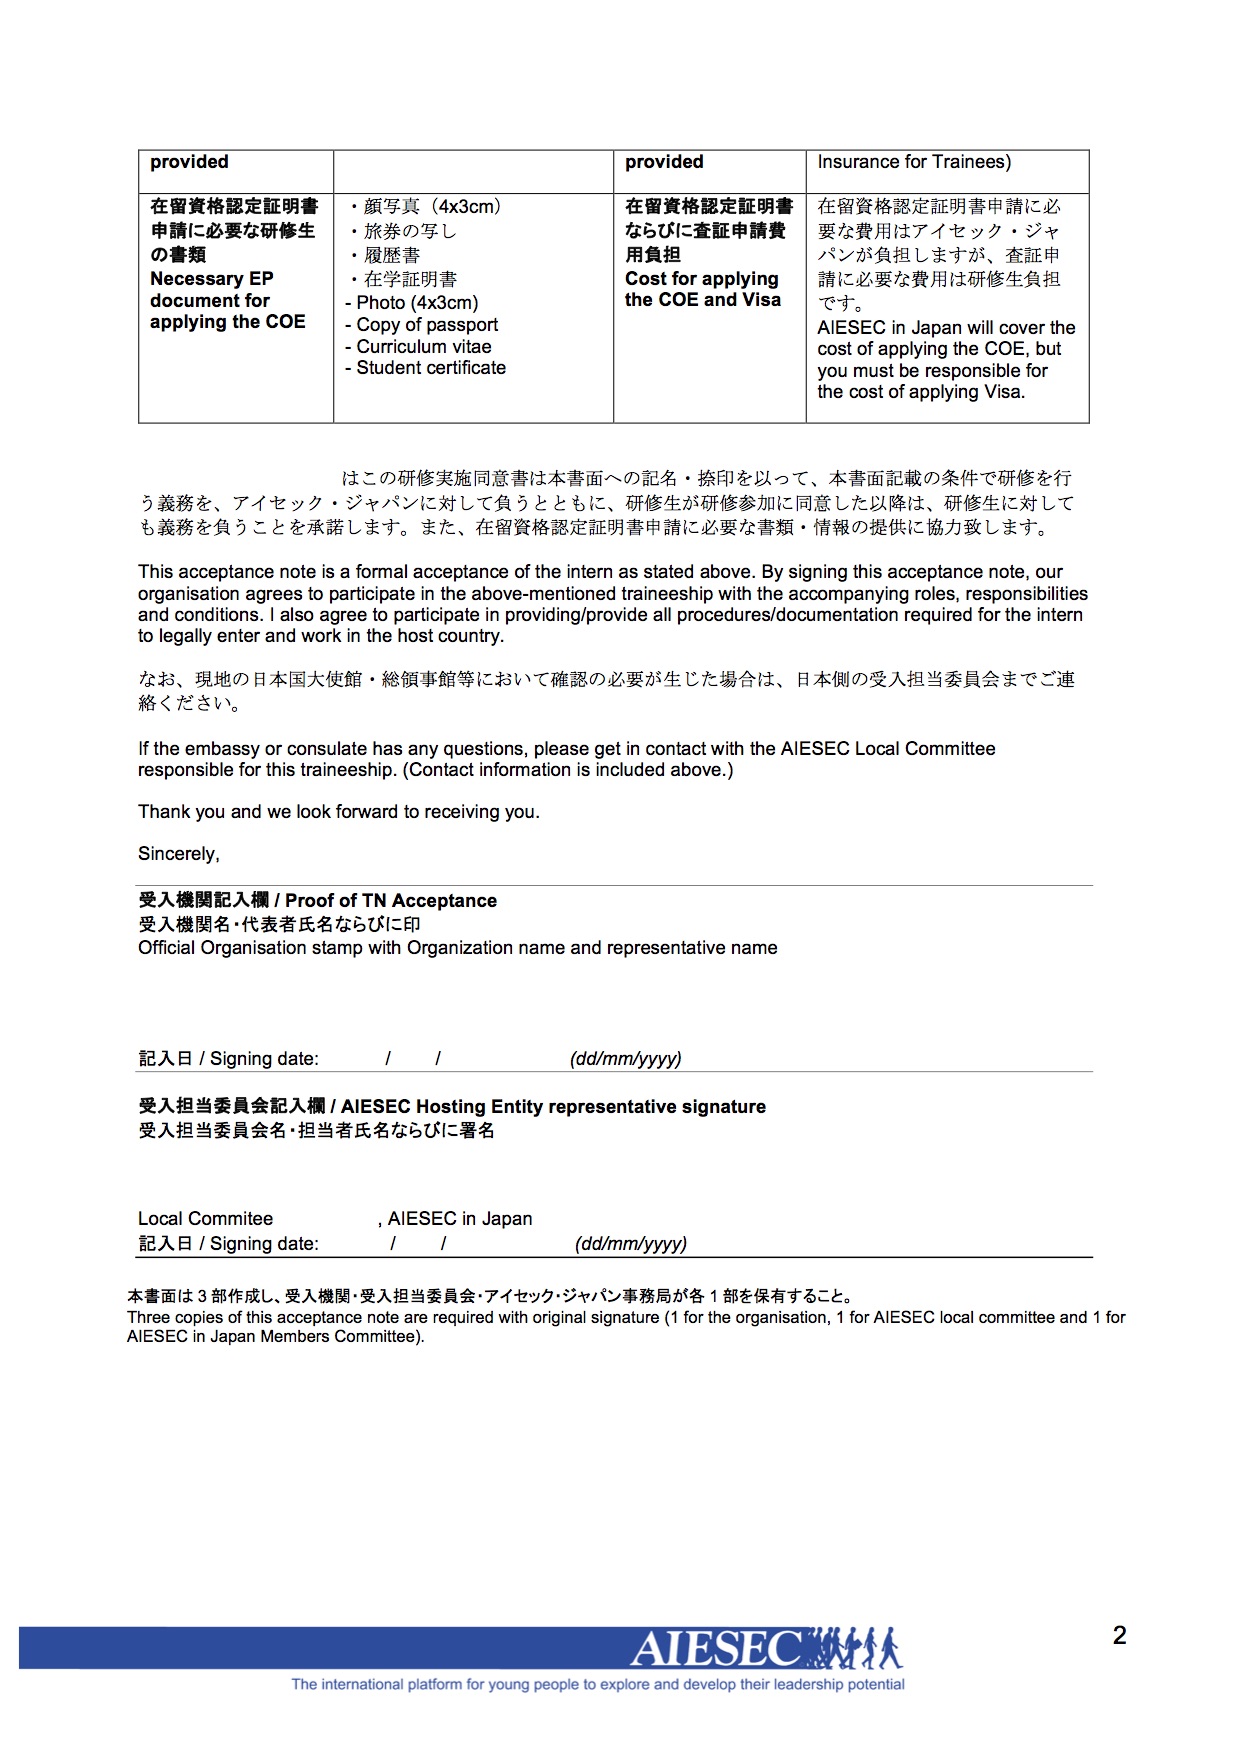 provided
provided
Insurance for Trainees)
在留資格認定証明書
申請に必要な研修生
の書類
Necessary EP
document for
applying the COE
・顔写真（4x3cm）
・旅券の写し
・履歴書
・在学証明書
- Photo (4x3cm)
- Copy of passport
- Curriculum vitae
- Student certificate
在留資格認定証明書
ならびに査証申請費
用負担
Cost for applying
the COE and Visa
在留資格認定証明書申請に必
要な費用はアイセック・ジャ
パンが負担しますが、査証申
請に必要な費用は研修生負担
です。
AIESEC in Japan will cover the
cost of applying the COE, but
you must be responsible for
the cost of applying Visa.
はこの研修実施同意書は本書面への記名・捺印を以って、本書面記載の条件で研修を行
う義務を、アイセック・ジャパンに対して負うとともに、研修生が研修参加に同意した以降は、研修生に対して
も義務を負うことを承諾します。また、在留資格認定証明書申請に必要な書類・情報の提供に協力致します。
This acceptance note is a formal acceptance of the intern as stated above. By signing this acceptance note, our
organisation agrees to participate in the above-mentioned traineeship with the accompanying roles, responsibilities
and conditions. I also agree to participate in providing/provide all procedures/documentation required for the intern
to legally enter and work in the host country.
なお、現地の日本国大使館・総領事館等において確認の必要が生じた場合は、日本側の受入担当委員会までご連
絡ください。
If the embassy or consulate has any questions, please get in contact with the AIESEC Local Committee
responsible for this traineeship. (Contact information is included above.)
Thank you and we look forward to receiving you.
Sincerely,
受入機関記入欄 / Proof of TN Acceptance
受入機関名・代表者氏名ならびに印
Official Organisation stamp with Organization name and representative name
記入日 / Signing date: / / (dd/mm/yyyy)
受入担当委員会記入欄 / AIESEC Hosting Entity representative signature
受入担当委員会名・担当者氏名ならびに署名
Local Commitee , AIESEC in Japan
記入日 / Signing date: / / (dd/mm/yyyy)
本書面は 3 部作成し、受入機関・受入担当委員会・アイセック・ジャパン事務局が各 1 部を保有すること。
Three copies of this acceptance note are required with original signature (1 for the organisation, 1 for AIESEC local committee and 1 for
AIESEC in Japan Members Committee).
AIESEC
2
The international platform for young people to explore and develop their leadership potential